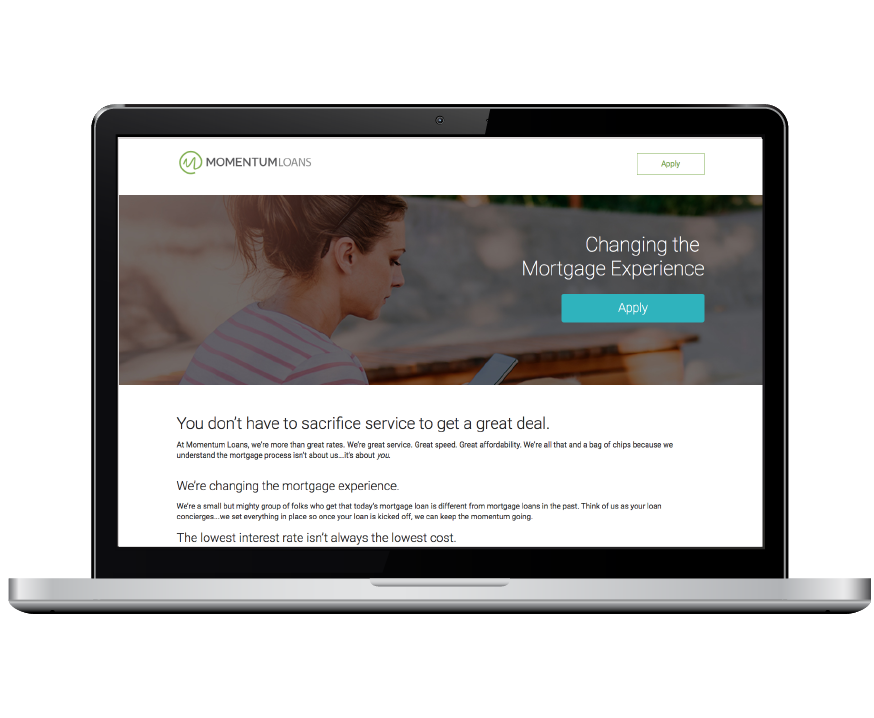 MOMENTUMLOANS
Apply
Changing the
Mortgage Experience
Apply
You don't have to sacrifice service to get a great deal.
At Momentum Loans, we're more than great rates. We're great service. Great speed. Great affordability. We're all that and a bag of chips because we
understand the mortgage process isn't about us...it's about you.
We're changing the mortgage experience.
We're a small but mighty group of folks who get that today's mortgage loan is different from mortgage loans in the past. Think of us as your loan
concierges...we set everything in place so once your loan is kicked off, we can keep the momentum going.
The lowest interest rate isn't always the lowest cost.